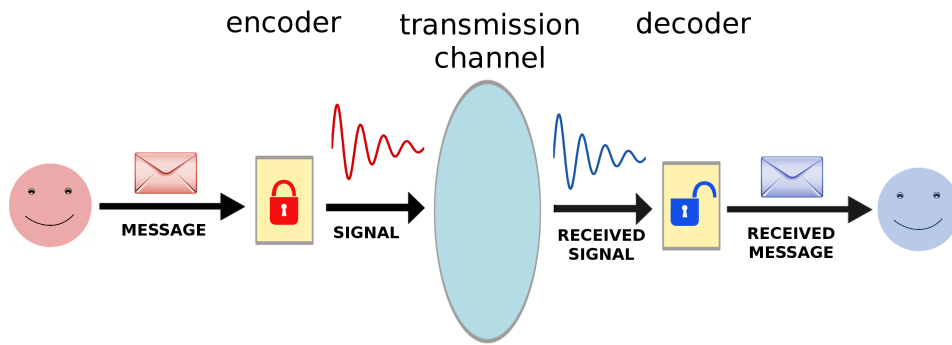 encoder
transmission
channel
decoder
MESSAGE
SIGNAL
RECEIVED
SIGNAL
RECEIVED
MESSAGE